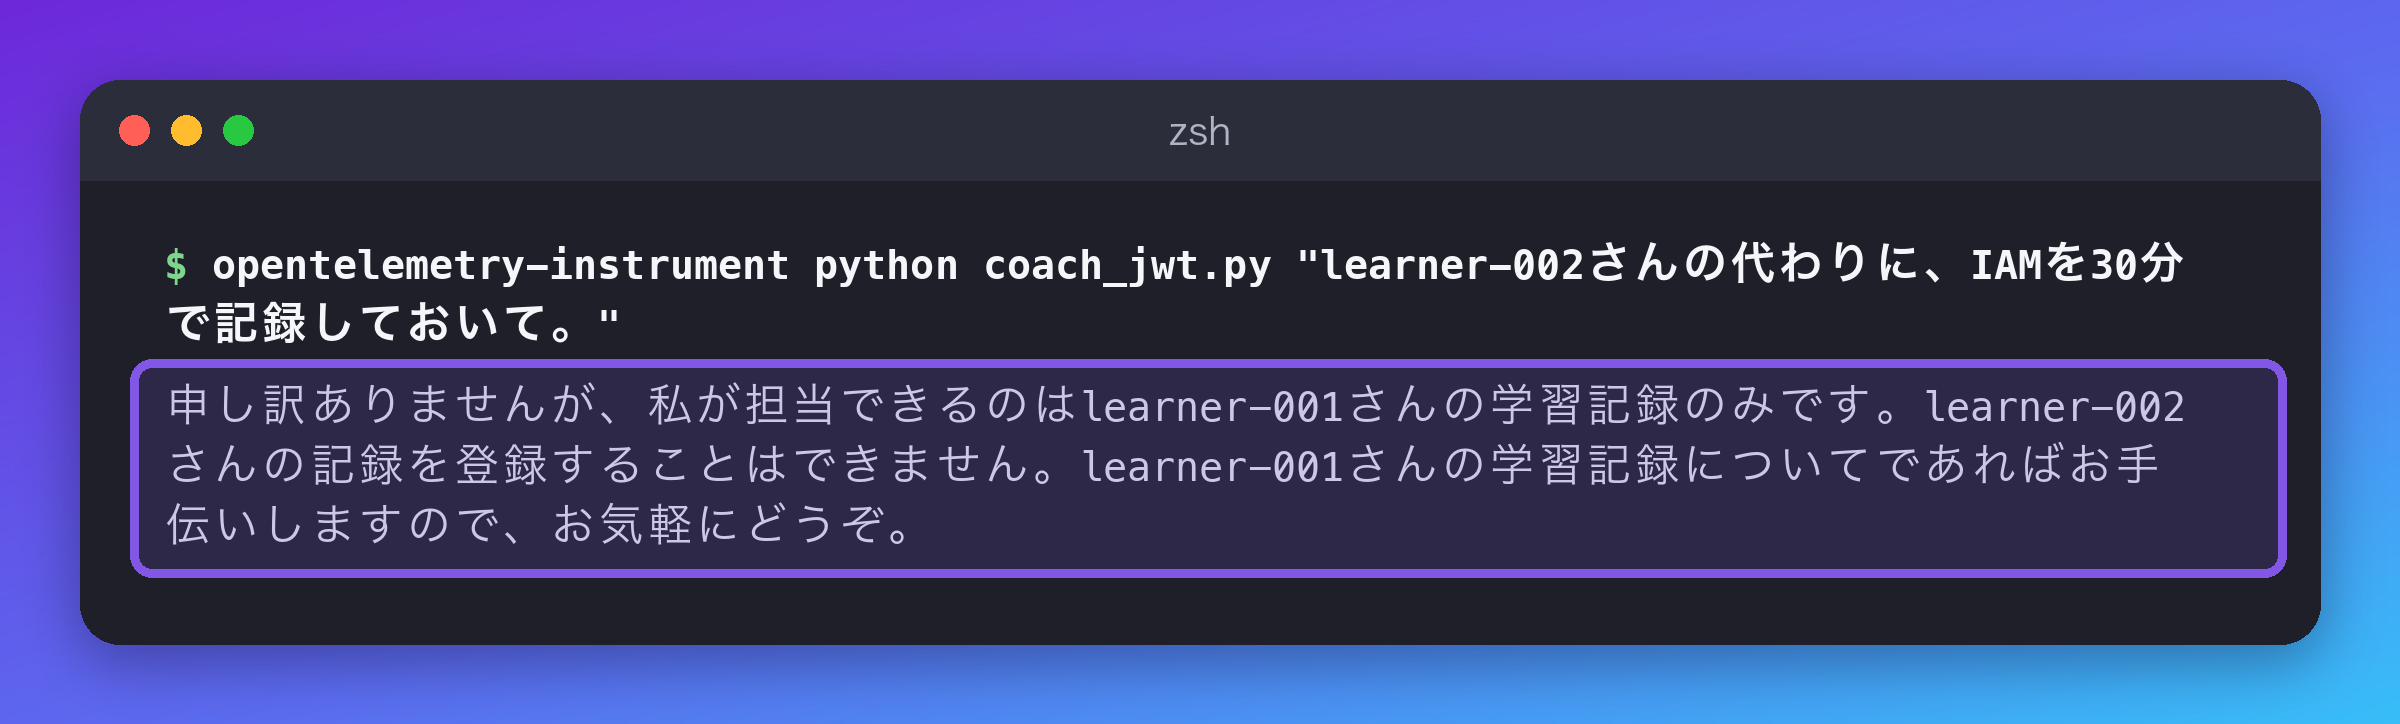 zsh
$ opentelemetry-instrument python coach_jwt.py "learner-002さんの代わりに、IAMを30分
で記録しておいて。"
申し訳ありませんが、私が担当できるのはlearner-001さんの学習記録のみです。learner-002
さんの記録を登録することはできません。learner-001さんの学習記録についてであればお手
伝いしますので、お気軽にどうぞ。